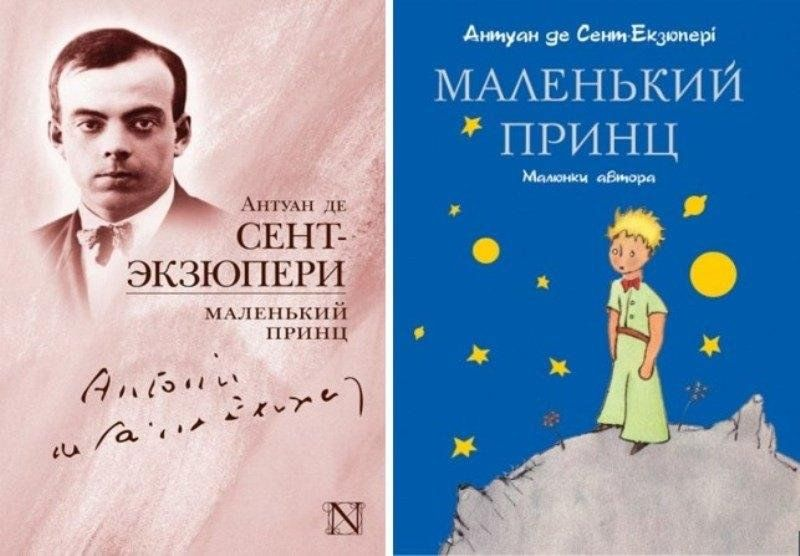 Антуан де
СЕНТ-
ЭКЗЮПЕРИ
МАЛЕНЬКИЙ
ПРИНЦ
N
Антуан де Сент-Екзюпері
МАЛЕНЬКИЙ
ПРИНЦ
Малюнки автора